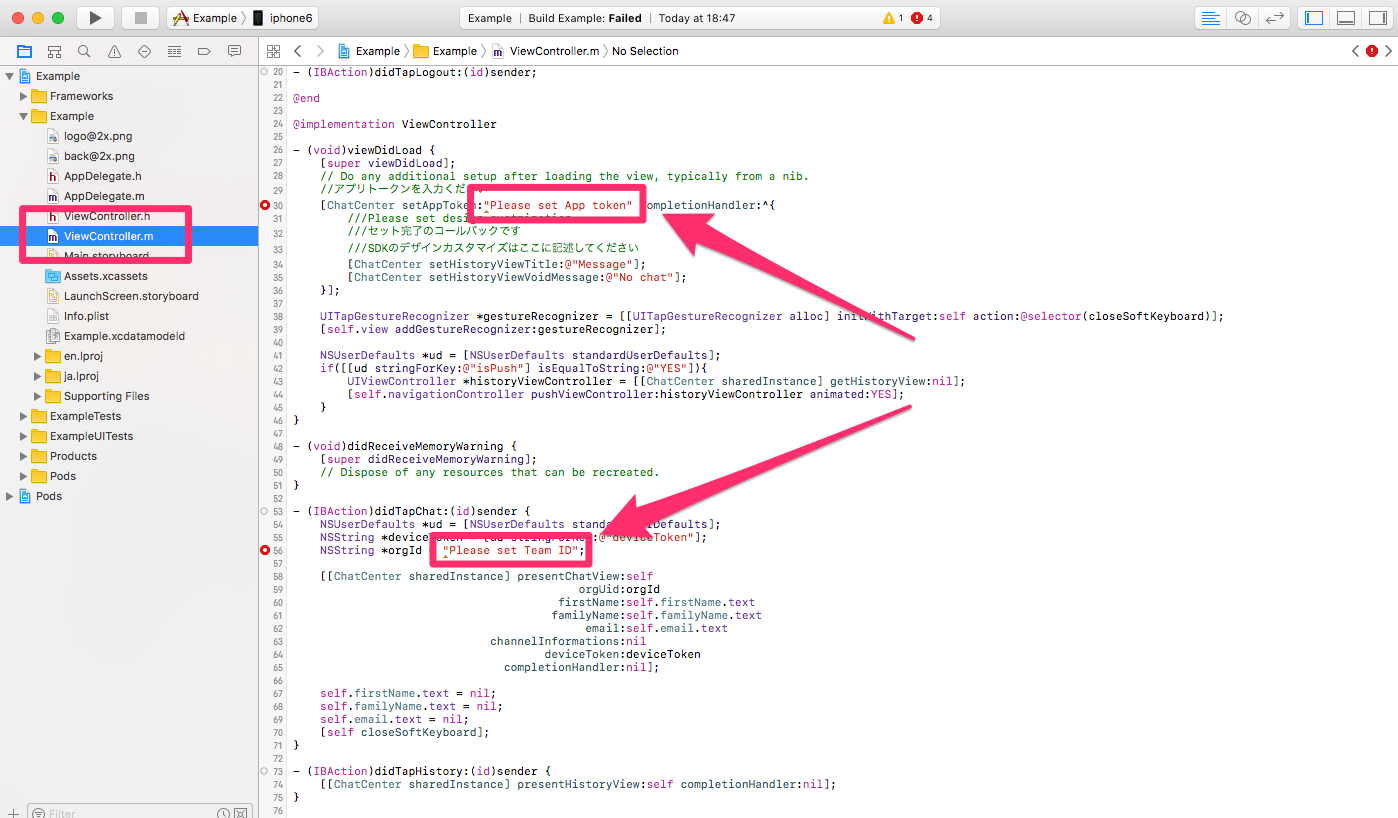 Example 〉 iphone6
Example | Build Example: Failed | Today at 18:47
1 4
Example 〉 Example 〉 ViewController.m 〉 No Selection
Example
Frameworks
Example
logo@2x.png
back@2x.png
AppDelegate.h
AppDelegate.m
ViewController.h
ViewController.m
Main.storyboard
Assets.xcassets
LaunchScreen.storyboard
Info.plist
Example.xcdatamodeld
en.lproj
ja.lproj
Supporting Files
ExampleTests
ExampleUITests
Products
Pods
Pods
Filter
20 - (IBAction)didTapLogout:(id)sender;
21
22 @end
23
24 @implementation ViewController
25
26 - (void)viewDidLoad {
27 [super viewDidLoad];
28 // Do any additional setup after loading the view, typically from a nib.
29 //アプリトークンを入力くだ
30 [ChatCenter setAppToken:"Please set App token" completionHandler:^{
31 ///Please set design
32 ///セット完了のコールバックです
33 ///SDKのデザインカスタマイズはここに記述してください
34 [ChatCenter setHistoryViewTitle:@"Message"];
35 [ChatCenter setHistoryViewVoidMessage:@"No chat"];
36 }];
37
38 UITapGestureRecognizer *gestureRecognizer = [[UITapGestureRecognizer alloc] initWithTarget:self action:@selector(closeSoftKeyboard)];
39 [self.view addGestureRecognizer:gestureRecognizer];
40
41 NSUserDefaults *ud = [NSUserDefaults standardUserDefaults];
42 if([[ud stringForKey:@"isPush"] isEqualToString:@"YES"]){
43 UIViewController *historyViewController = [[ChatCenter sharedInstance] getHistoryView:nil];
44 [self.navigationController pushViewController:historyViewController animated:YES];
45 }
46 }
47
48 - (void)didReceiveMemoryWarning {
49 [super didReceiveMemoryWarning];
50 // Dispose of any resources that can be recreated.
51 }
52
53 - (IBAction)didTapChat:(id)sender {
54 NSUserDefaults *ud = [NSUserDefaults standardUserDefaults];
55 NSString *deviceToken = [ud stringForKey:@"deviceToken"];
56 NSString *orgId = "Please set Team ID";
57
58 [[ChatCenter sharedInstance] presentChatView:self
59 orgUid:orgId
60 firstName:self.firstName.text
61 familyName:self.familyName.text
62 email:self.email.text
63 channelInformations:nil
64 deviceToken:deviceToken
65 completionHandler:nil];
66
67 self.firstName.text = nil;
68 self.familyName.text = nil;
69 self.email.text = nil;
70 [self closeSoftKeyboard];
71 }
72
73 - (IBAction)didTapHistory:(id)sender {
74 [[ChatCenter sharedInstance] presentHistoryView:self completionHandler:nil];
75 }
76